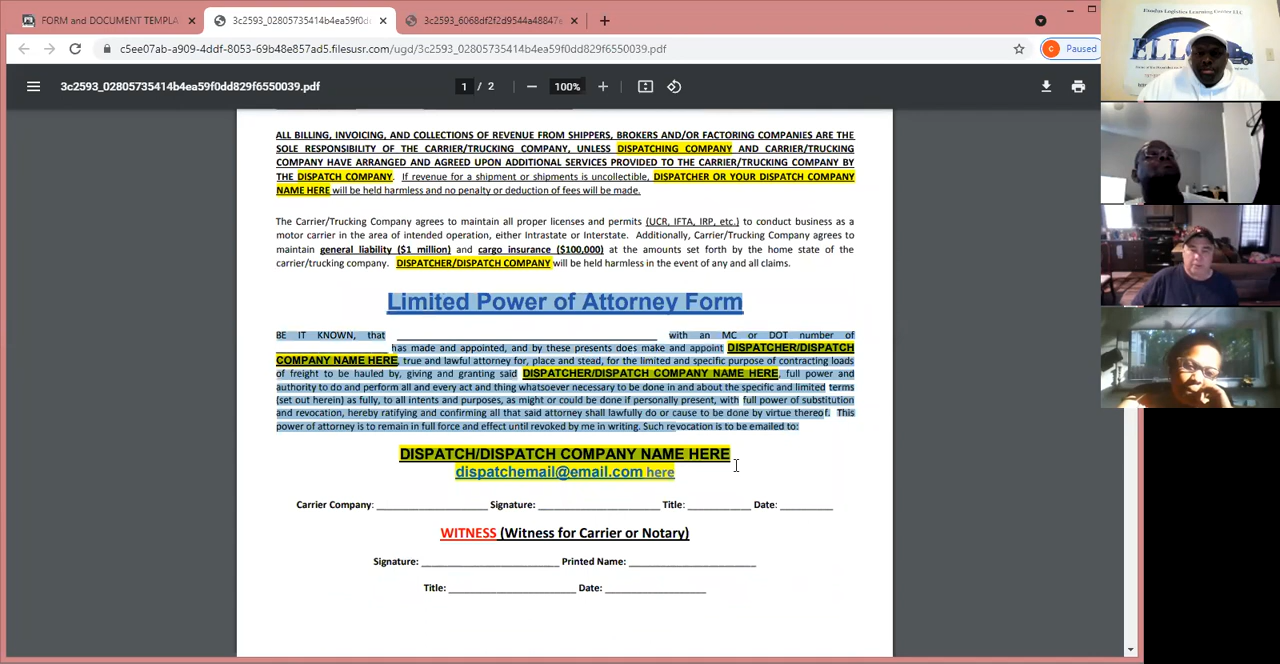 FORM and DOCUMENT TEMPLA
3c2593_02805735414b4ea59f0d
3c2593_6068df2f2d9544a48847e
c5ee07ab-a909-4ddf-8053-69b48e857ad5.filesusr.com/ugd/3c2593_02805735414b4ea59fd829f6550039.pdf
C
Paused
3c2593_02805735414b4ea59fd829f6550039.pdf
1 / 2
100%
ALL BILLING, INVOICING, AND COLLECTIONS OF REVENUE FROM SHIPPERS, BROKERS AND/OR FACTORING COMPANIES ARE THE
SOLE RESPONSIBILITY OF THE CARRIER/TRUCKING COMPANY, UNLESS DISPATCHING COMPANY AND CARRIER/TRUCKING
COMPANY HAVE ARRANGED AND AGREED UPON ADDITIONAL SERVICES PROVIDED TO THE CARRIER/TRUCKING COMPANY BY
THE DISPATCH COMPANY. If revenue for a shipment or shipments is uncollectible, DISPATCHER OR YOUR DISPATCH COMPANY
NAME HERE will be held harmless and no penalty or deduction of fees will be made.
The Carrier/Trucking Company agrees to maintain all proper licenses and permits (UCR, IFTA, IRP, etc.) to conduct business as a
motor carrier in the area of intended operation, either Intrastate or Interstate. Additionally, Carrier/Trucking Company agrees to
maintain general liability ($1 million) and cargo insurance ($100,000) at the amounts set forth by the home state of the
carrier/trucking company. DISPATCHER/DISPATCH COMPANY will be held harmless in the event of any and all claims.
Limited Power of Attorney Form
BE IT KNOWN, that ____________________ with an MC or DOT number of
____________________ has made and appointed, and by these presents does make and appoint DISPATCHER/DISPATCH
COMPANY NAME HERE, true and lawful attorney for, place and stead, for the limited and specific purpose of contracting loads
of freight to be hauled by, giving and granting said DISPATCHER/DISPATCH COMPANY NAME HERE, full power and
authority to do and perform all and every act and thing whatsoever necessary to be done in and about the specific and limited terms
(set out herein) as fully, to all intents and purposes, as might or could be done if personally present, with full power of substitution
and revocation, hereby ratifying and confirming all that said attorney shall lawfully do or cause to be done by virtue thereof. This
power of attorney is to remain in full force and effect until revoked by me in writing. Such revocation is to be emailed to:
DISPATCH/DISPATCH COMPANY NAME HERE
dispatchemail@email.com here
Carrier Company: ____________________ Signature: ____________________ Title: __________ Date: __________
WITNESS (Witness for Carrier or Notary)
Signature: ____________________ Printed Name: ____________________
Title: ____________________ Date: ____________________
Exodus Logistics Learning Center LLC